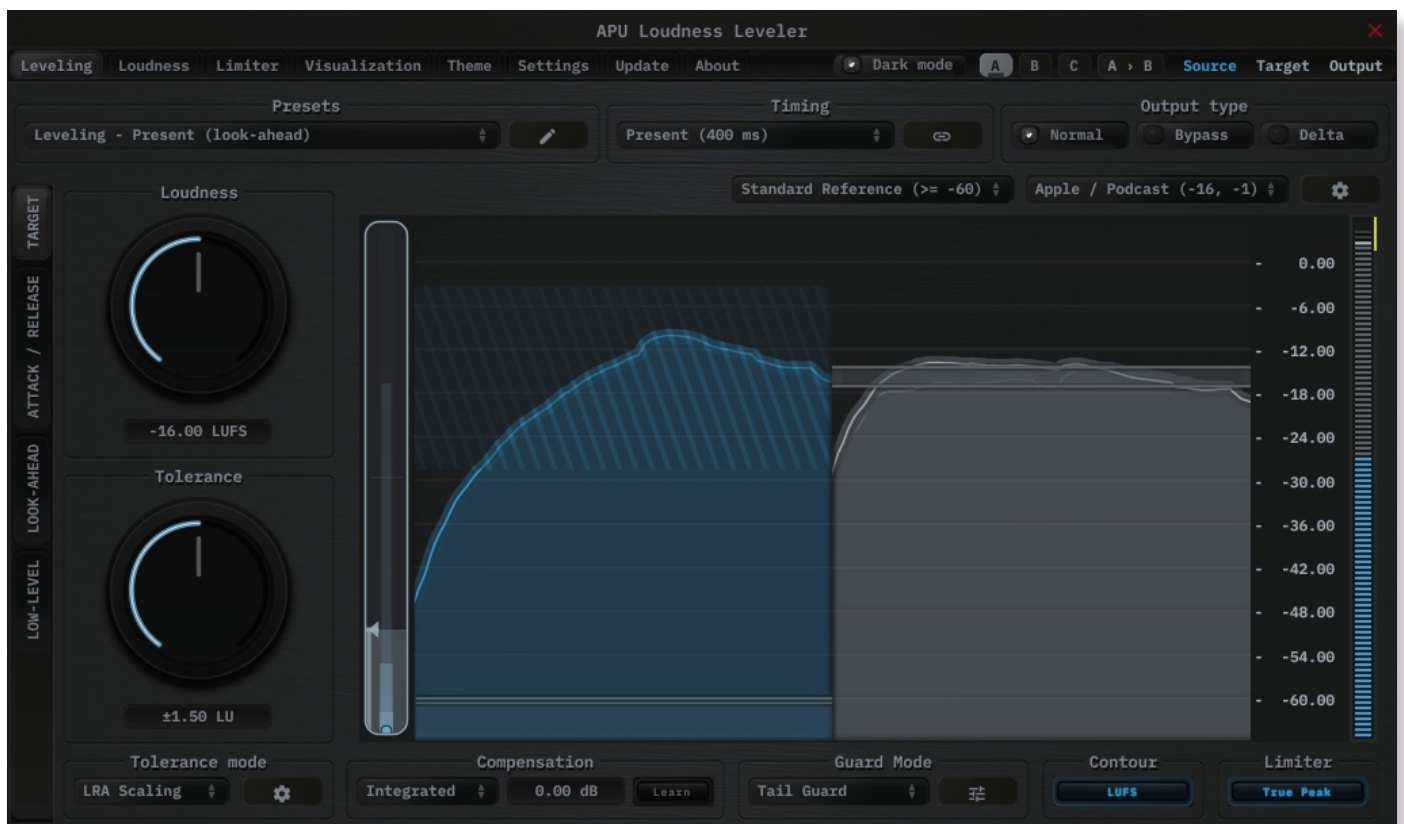 APU Loudness Leveler
Leveling Loudness Limiter Visualization Theme Settings Update About Dark mode A B C A › B Source Target Output
Presets Timing Output type
Leveling - Present (look-ahead) Present (400 ms) Normal Bypass Delta
Standard Reference (>= -60) Apple / Podcast (-16, -1)
TARGET
ATTACK / RELEASE
LOOK-AHEAD
LOW-LEVEL
Loudness
-16.00 LUFS
Tolerance
±1.50 LU
- 0.00
- -6.00
- -12.00
- -18.00
- -24.00
- -30.00
- -36.00
- -42.00
- -48.00
- -54.00
- -60.00
Tolerance mode Compensation Guard Mode Contour Limiter
LRA Scaling Integrated 0.00 dB Learn Tail Guard LUFS True Peak